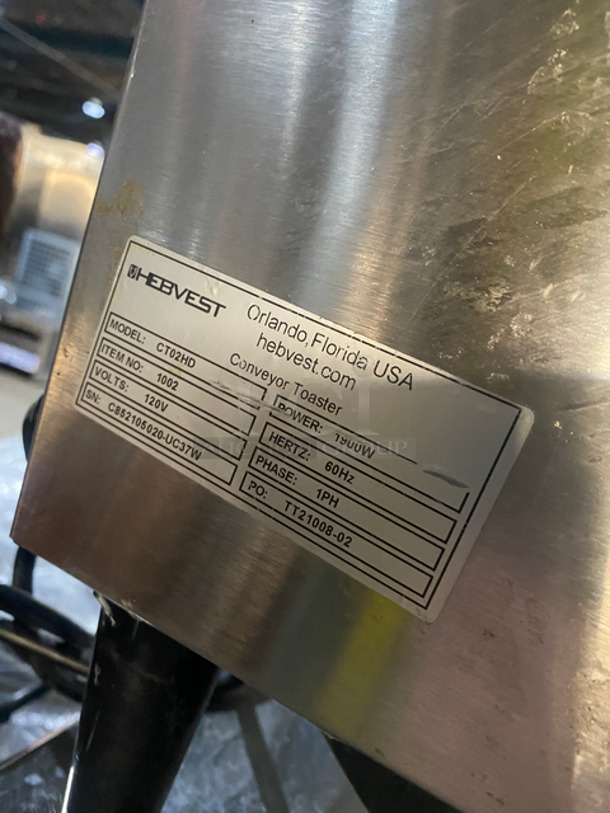 HEBVEST
Orlando, Florida USA
hebvest.com
Conveyor Toaster
MODEL: CT02HD
ITEM NO: 1002
VOLTS: 120V
SN: C852105020-UC37W
POWER: 1900W
HERTZ: 60Hz
PHASE: 1PH
PO: TT21008-02